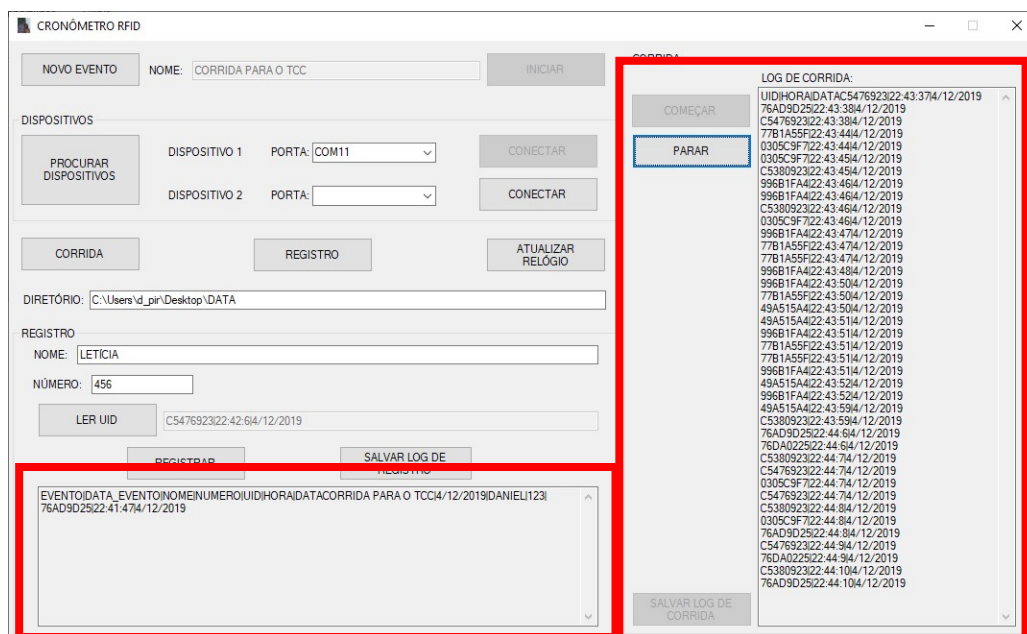 CRONÔMETRO RFID
NOVO EVENTO
NOME: CORRIDA PARA O TCC
INICIAR
DISPOSITIVOS
PROCURAR
DISPOSITIVOS
DISPOSITIVO 1 PORTA: COM11
CONECTAR
DISPOSITIVO 2 PORTA:
CONECTAR
CORRIDA
REGISTRO
ATUALIZAR
RELÓGIO
DIRETÓRIO: C:\Users\d_pir\Desktop\DATA
REGISTRO
NOME: LETÍCIA
NÚMERO: 456
LER UID
C5476923|22:42:6|4/12/2019
REGISTRAR
SALVAR LOG DE
REGISTRO
EVENTO|DATA_EVENTO|NOME|NUMERO|UID|HORA|DATACORRIDA PARA O TCC|4/12/2019|DANIEL|123|
76AD9D25|22:41:47|4/12/2019
CORRIDA
COMEÇAR
PARAR
LOG DE CORRIDA:
UID|HORA|DATAC5476923|22:43:37|4/12/2019
76AD9D25|22:43:38|4/12/2019
C5476923|22:43:38|4/12/2019
77B1A55F|22:43:44|4/12/2019
0305C9F7|22:43:44|4/12/2019
0305C9F7|22:43:45|4/12/2019
C5380923|22:43:45|4/12/2019
996B1FA4|22:43:46|4/12/2019
996B1FA4|22:43:46|4/12/2019
C5380923|22:43:46|4/12/2019
0305C9F7|22:43:46|4/12/2019
996B1FA4|22:43:47|4/12/2019
77B1A55F|22:43:47|4/12/2019
77B1A55F|22:43:47|4/12/2019
996B1FA4|22:43:48|4/12/2019
996B1FA4|22:43:50|4/12/2019
77B1A55F|22:43:50|4/12/2019
49A515A4|22:43:50|4/12/2019
49A515A4|22:43:51|4/12/2019
996B1FA4|22:43:51|4/12/2019
77B1A55F|22:43:51|4/12/2019
77B1A55F|22:43:51|4/12/2019
996B1FA4|22:43:51|4/12/2019
49A515A4|22:43:52|4/12/2019
996B1FA4|22:43:52|4/12/2019
49A515A4|22:43:59|4/12/2019
C5380923|22:43:59|4/12/2019
76AD9D25|22:44:6|4/12/2019
76DA0225|22:44:6|4/12/2019
C5380923|22:44:7|4/12/2019
C5476923|22:44:7|4/12/2019
0305C9F7|22:44:7|4/12/2019
C5476923|22:44:7|4/12/2019
C5380923|22:44:8|4/12/2019
0305C9F7|22:44:8|4/12/2019
76AD9D25|22:44:8|4/12/2019
C5476923|22:44:9|4/12/2019
76DA0225|22:44:9|4/12/2019
C5380923|22:44:10|4/12/2019
76AD9D25|22:44:10|4/12/2019
SALVAR LOG DE
CORRIDA